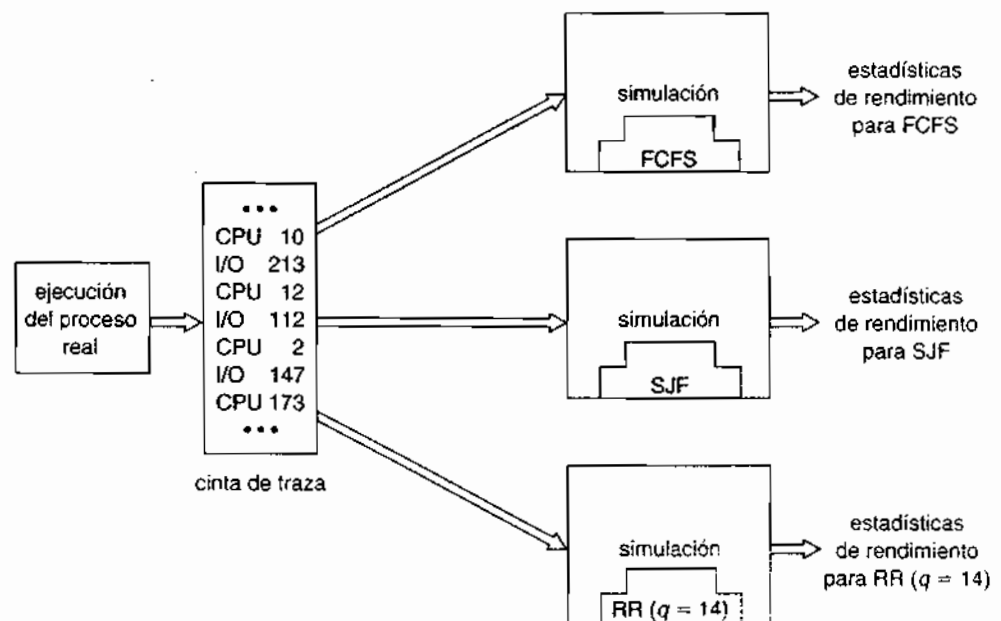 ejecución
del proceso
real
•••
CPU 10
I/O 213
CPU 12
I/O 112
CPU 2
I/O 147
CPU 173
•••
cinta de traza
simulación
FCFS
estadísticas
de rendimiento
para FCFS
simulación
SJF
estadísticas
de rendimiento
para SJF
simulación
RR (q = 14)
estadísticas
de rendimiento
para RR (q = 14)